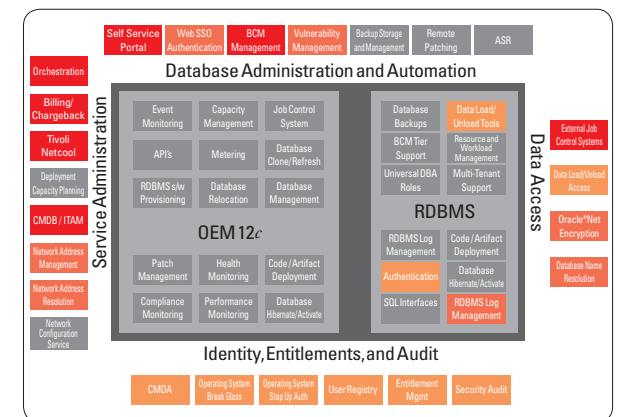 Self Service
Portal
Web SSO
Authentication
BCM
Management
Vulnerability
Management
Backup Storage
and Management
Remote
Patching
ASR
Database Administration and Automation
Orchestration
Billing/
Chargeback
Tivoli
Netcool
Deployment
Capacity Planning
CMDB / ITAM
Network Address
Management
Network Address
Resolution
Network
Configuration
Service
Service Administration
Event
Monitoring
Capacity
Management
Job Control
System
API's
Metering
Database
Clone/Refresh
RDBMS s/w
Provisioning
Database
Relocation
Database
Management
OEM 12c
Patch
Management
Health
Monitoring
Code/Artifact
Deployment
Compliance
Monitoring
Performance
Monitoring
Database
Hibernate/Activate
Database
Backups
Data Load/
Unload Tools
BCM Tier
Support
Resource and
Workload
Management
Universal DBA
Roles
Multi-Tenant
Support
RDBMS
RDBMS Log
Management
Code/Artifact
Deployment
Authentication
Database
Hibernate/Activate
SQL Interfaces
RDBMS Log
Management
Data Access
External Job
Control Systems
Data Load/Unload
Access
Oracle*Net
Encryption
Database Name
Resolution
Identity, Entitlements, and Audit
CMDA
Operating System
Break Glass
Operating System
Step Up Auth
User Registry
Entitlement
Mgmt
Security Audit